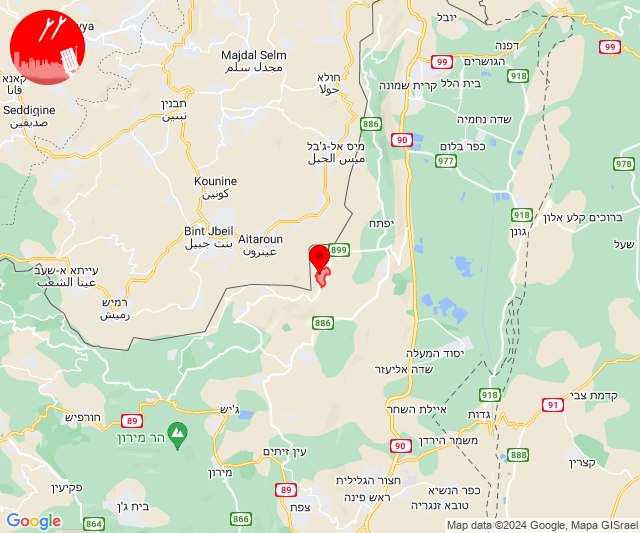 yya
יובל
דפנה
99
Majdal Selm
مجدل سلم
הגושרים
99
קאנא
قانا
חולא
حولا
99
קרית שמונה
בית הלל
918
Seddigine
صديقين
תבנין
تبنين
שדה נחמיה
886
90
מיס אל-ג'בל
ميس الجبل
977
כפר בלום
978
Kounine
كونين
יפתח
918
גונן
ברוכים קלע אלון
Bint Jbeil
بنت جبيل
Aitaroun
عيترون
899
שעל
עייתא א-שעב
عيتا الشعب
רמיש
رميش
886
יסוד המעלה
שדה אליעזר
918
קדמת צבי
91
חורפיש
89
ג'יש
איילת השחר
גדות
הר מירון
90
משמר הירדן
888
קצרין
עין זיתים
מירון
פקיעין
חצור הגלילית
89
ראש פינה
כפר הנשיא
טובא זנגריה
צפת
בית ג'ן
864
866
Google
Map data ©2024 Google, Mapa GISrael